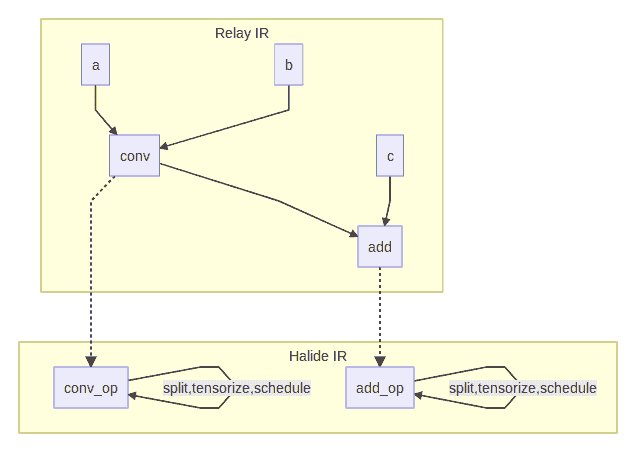 Relay IR
a
b
conv
c
add
Halide IR
conv_op
split,tensorize,schedule
add_op
split,tensorize,schedule